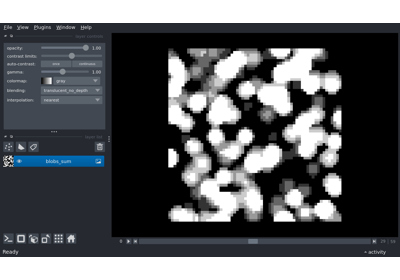 File View Plugins Window Help
opacity: 1.00
contrast limits:
auto-contrast: once continuous
gamma: 1.00
colormap: gray
blending: translucent_no_depth
interpolation: nearest
blobs_sum
Ready
activity